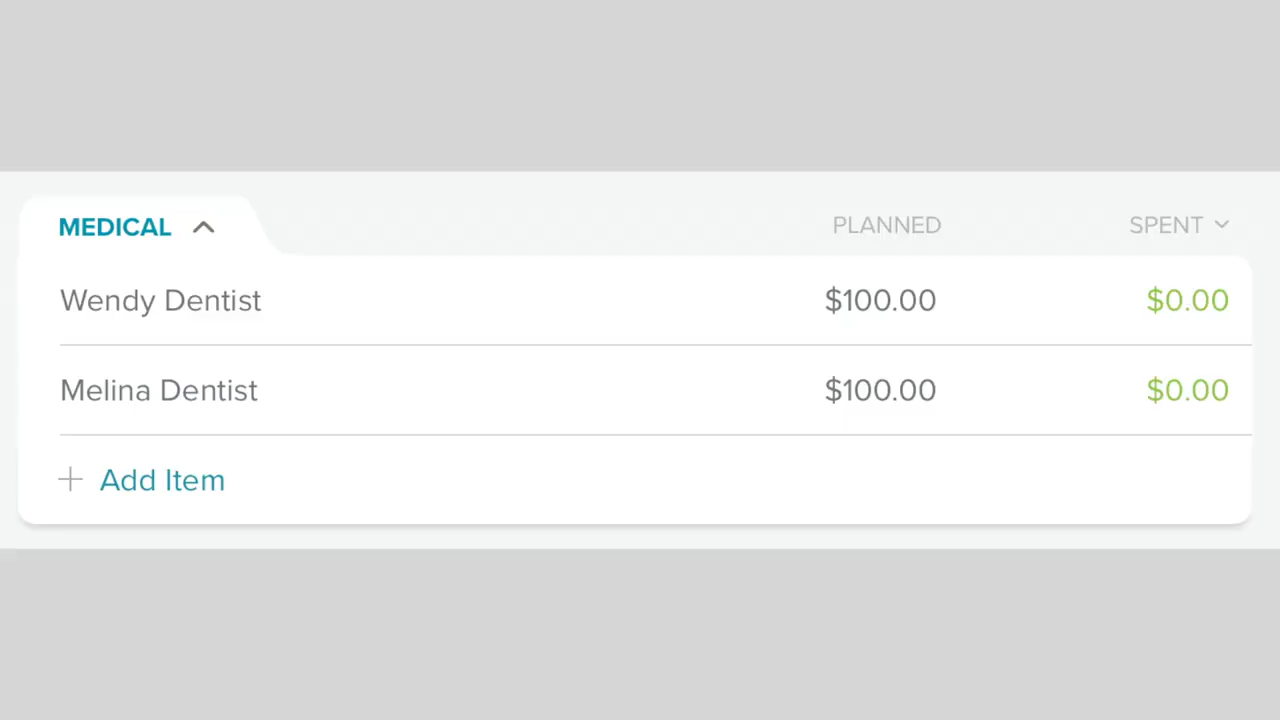 MEDICAL PLANNED SPENT
Wendy Dentist $100.00 $0.00
Melina Dentist $100.00 $0.00
+ Add Item